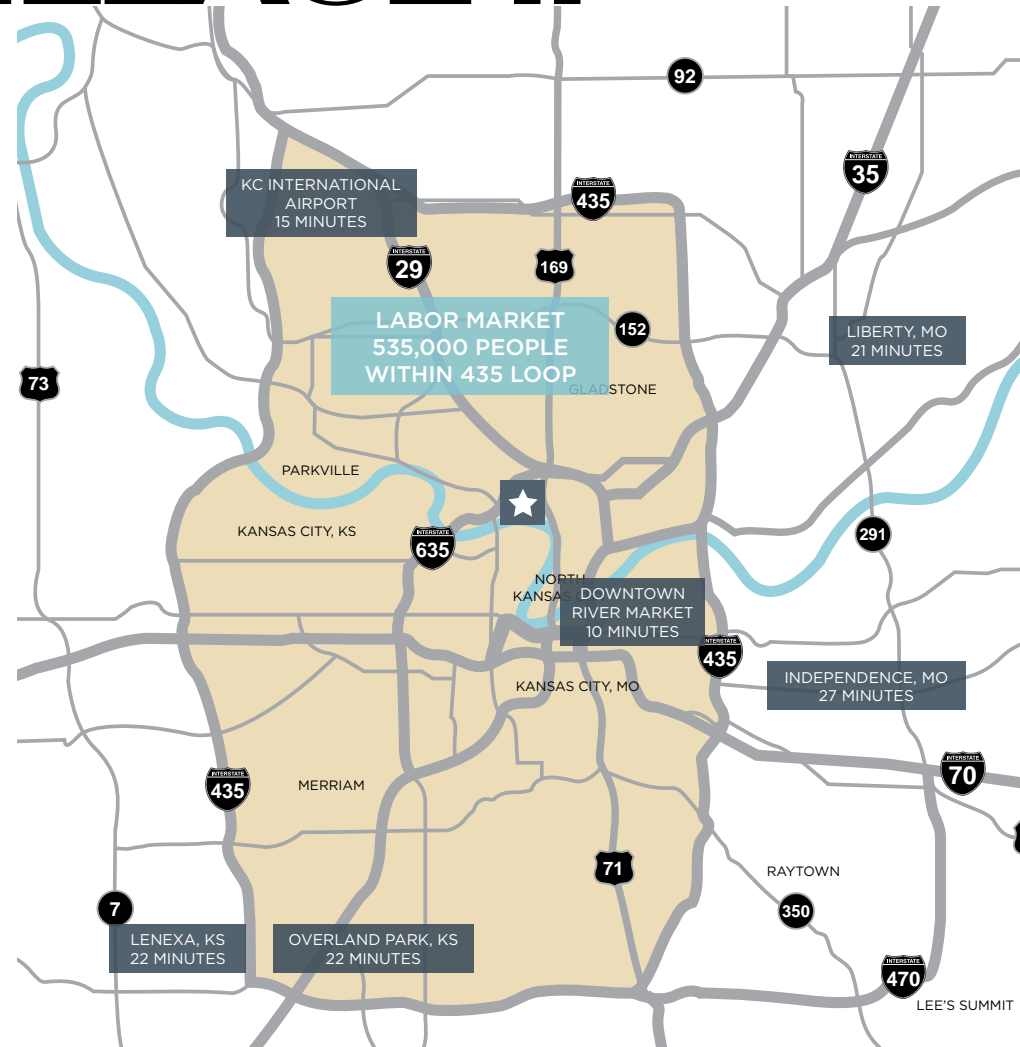 92
INTERSTATE
35
KC INTERNATIONAL
AIRPORT
15 MINUTES
INTERSTATE
435
INTERSTATE
29
169
LABOR MARKET
535,000 PEOPLE
WITHIN 435 LOOP
152
LIBERTY, MO
21 MINUTES
73
GLADSTONE
PARKVILLE
KANSAS CITY, KS
INTERSTATE
635
291
NORTH
KANSAS
DOWNTOWN
RIVER MARKET
10 MINUTES
INTERSTATE
435
INDEPENDENCE, MO
27 MINUTES
KANSAS CITY, MO
INTERSTATE
70
INTERSTATE
435
MERRIAM
71
RAYTOWN
7
350
LENEXA, KS
22 MINUTES
OVERLAND PARK, KS
22 MINUTES
INTERSTATE
470
LEE'S SUMMIT